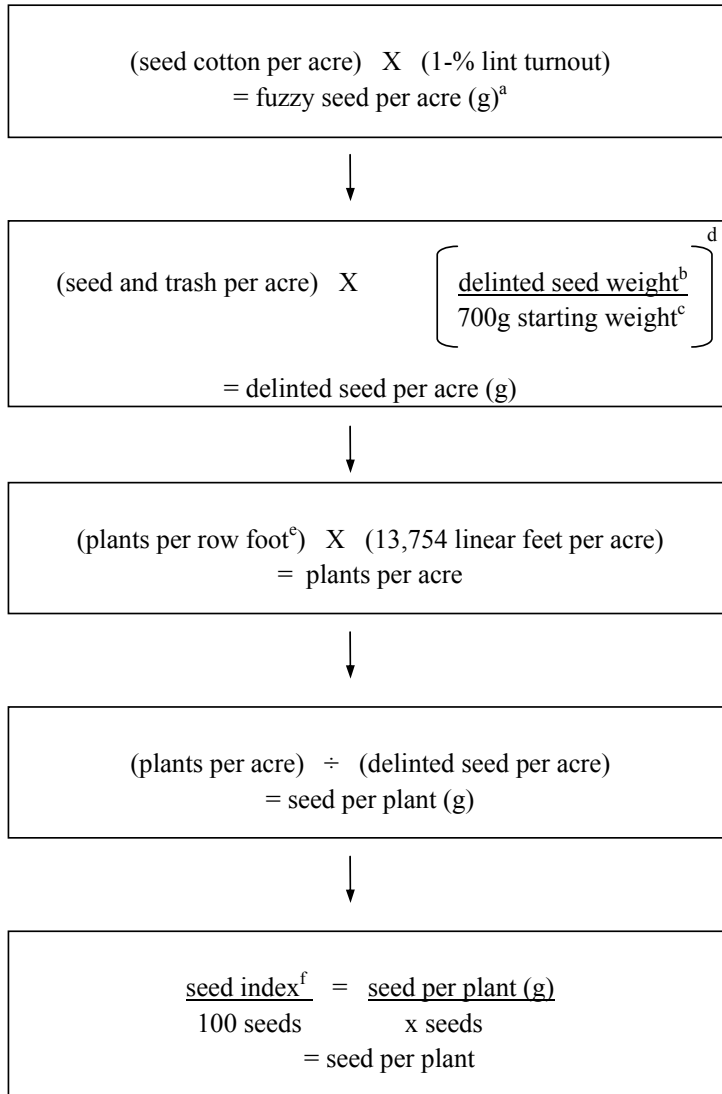 (seed cotton per acre) X (1-% lint turnout)
= fuzzy seed per acre (g)a
d
(seed and trash per acre) X delinted seed weightb
700g starting weightc
= delinted seed per acre (g)
(plants per row foote) X (13,754 linear feet per acre)
= plants per acre
(plants per acre) ÷ (delinted seed per acre)
= seed per plant (g)
seed indexf = seed per plant (g)
100 seeds x seeds
= seed per plant